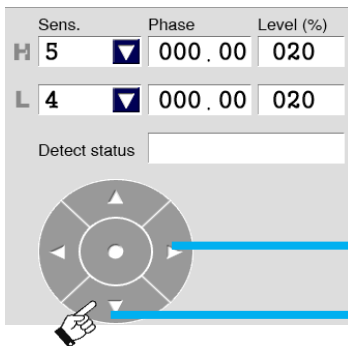 Sens. Phase Level (%)
H 5 000.00 020
L 4 000.00 020
Detect status